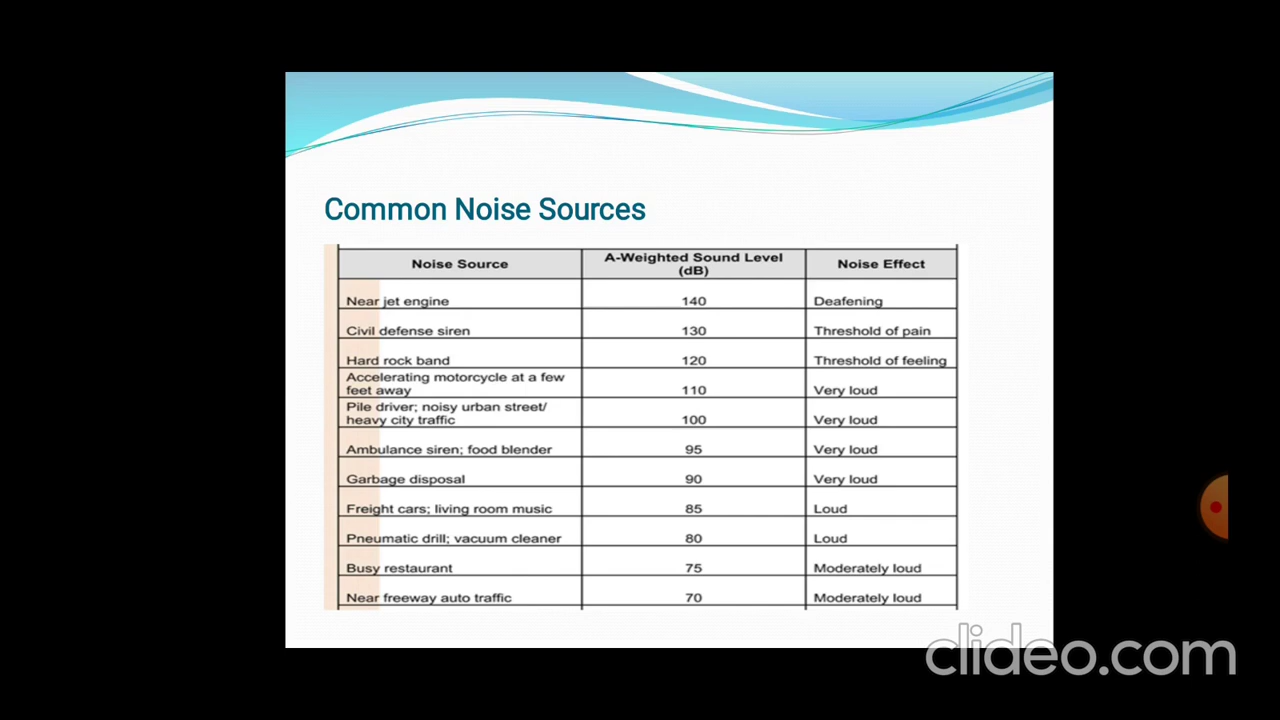 Common Noise Sources
Noise Source
A-Weighted Sound Level
(dB)
Noise Effect
Near jet engine 140 Deafening
Civil defense siren 130 Threshold of pain
Hard rock band 120 Threshold of feeling
Accelerating motorcycle at a few
feet away 110 Very loud
Pile driver; noisy urban street/
heavy city traffic 100 Very loud
Ambulance siren; food blender 95 Very loud
Garbage disposal 90 Very loud
Freight cars; living room music 85 Loud
Pneumatic drill; vacuum cleaner 80 Loud
Busy restaurant 75 Moderately loud
Near freeway auto traffic 70 Moderately loud
clideo.com